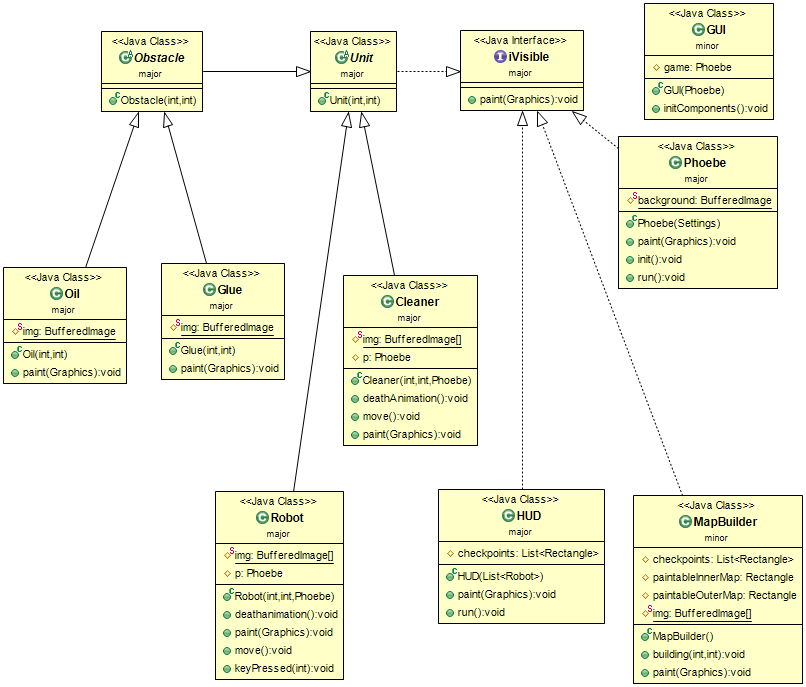 <<Java Class>>
Obstacle
major
Obstacle(int,int)
<<Java Class>>
Unit
major
Unit(int,int)
<<Java Interface>>
iVisible
major
paint(Graphics):void
<<Java Class>>
GUI
minor
game: Phoebe
GUI(Phoebe)
initComponents():void
<<Java Class>>
Phoebe
major
background: BufferedImage
Phoebe(Settings)
paint(Graphics):void
init():void
run():void
<<Java Class>>
Oil
major
img: BufferedImage
Oil(int,int)
paint(Graphics):void
<<Java Class>>
Glue
major
img: BufferedImage
Glue(int,int)
paint(Graphics):void
<<Java Class>>
Cleaner
major
img: BufferedImage[]
p: Phoebe
Cleaner(int,int,Phoebe)
deathAnimation():void
move():void
paint(Graphics):void
<<Java Class>>
Robot
major
img: BufferedImage[]
p: Phoebe
Robot(int,int,Phoebe)
deathanimation():void
paint(Graphics):void
move():void
keyPressed(int):void
<<Java Class>>
HUD
major
checkpoints: List<Rectangle>
HUD(List<Robot>)
paint(Graphics):void
run():void
<<Java Class>>
MapBuilder
minor
checkpoints: List<Rectangle>
paintableInnerMap: Rectangle
paintableOuterMap: Rectangle
img: BufferedImage[]
MapBuilder()
building(int,int):void
paint(Graphics):void